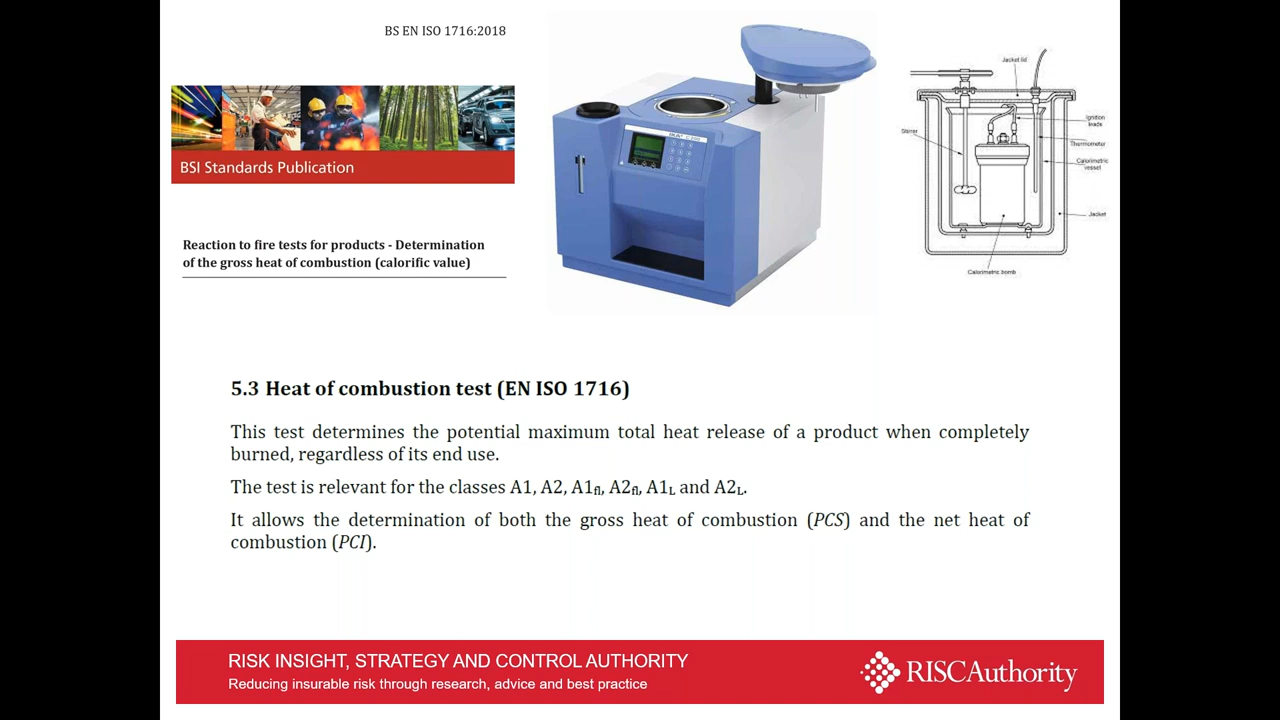 BS EN ISO 1716:2018
BSI Standards Publication
Reaction to fire tests for products - Determination
of the gross heat of combustion (calorific value)
Jacket lid
Ignition
leads
Stirrer
Thermometer
Calorimetric
vessel
Jacket
Calorimetric bomb
5.3 Heat of combustion test (EN ISO 1716)
This test determines the potential maximum total heat release of a product when completely
burned, regardless of its end use.
The test is relevant for the classes A1, A2, A1fl, A2fl, A1L and A2L.
It allows the determination of both the gross heat of combustion (PCS) and the net heat of
combustion (PCI).
RISK INSIGHT, STRATEGY AND CONTROL AUTHORITY
Reducing insurable risk through research, advice and best practice
RISCAuthority